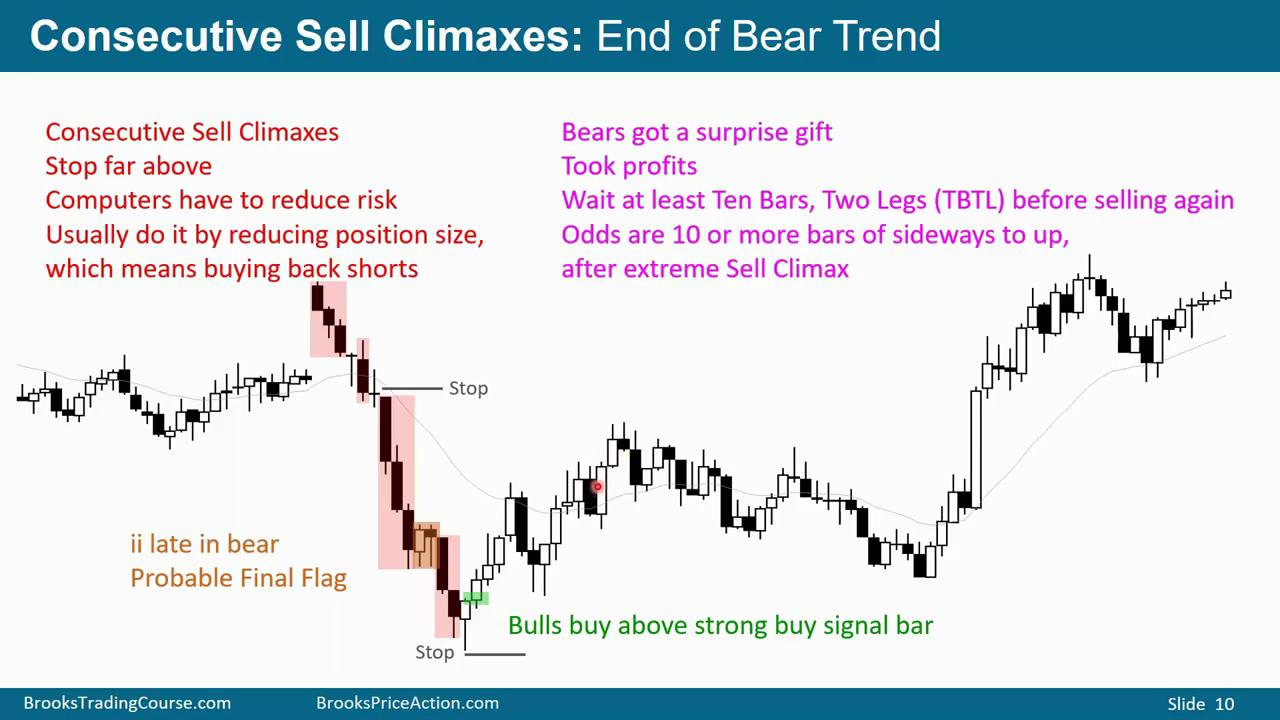 Consecutive Sell Climaxes: End of Bear Trend
Consecutive Sell Climaxes
Stop far above
Computers have to reduce risk
Usually do it by reducing position size,
which means buying back shorts
Bears got a surprise gift
Took profits
Wait at least Ten Bars, Two Legs (TBTL) before selling again
Odds are 10 or more bars of sideways to up,
after extreme Sell Climax
Stop
ii late in bear
Probable Final Flag
Bulls buy above strong buy signal bar
Stop
BrooksTradingCourse.com
BrooksPriceAction.com
Slide 10